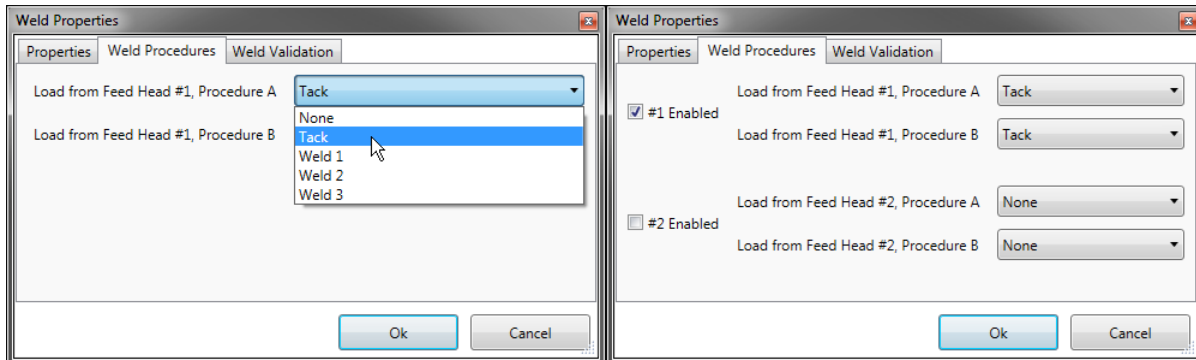 Weld Properties
Properties Weld Procedures Weld Validation
Load from Feed Head #1, Procedure A Tack
None
Load from Feed Head #1, Procedure B Tack
Weld 1
Weld 2
Weld 3
Ok Cancel
Weld Properties
Properties Weld Procedures Weld Validation
Load from Feed Head #1, Procedure A Tack
#1 Enabled
Load from Feed Head #1, Procedure B Tack
Load from Feed Head #2, Procedure A None
#2 Enabled
Load from Feed Head #2, Procedure B None
Ok Cancel